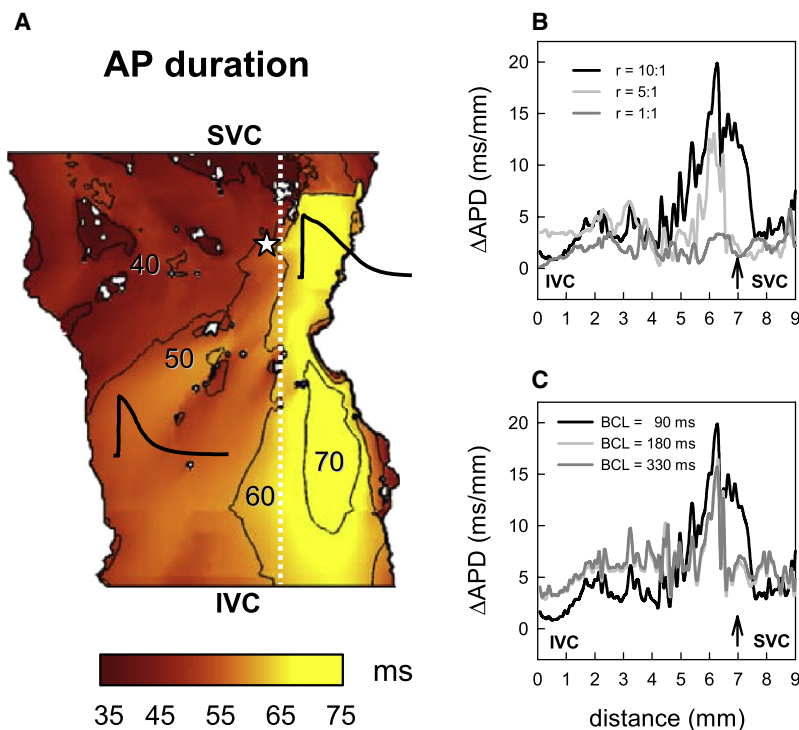 A
AP duration
SVC
40
50
60
70
IVC
ms
35 45 55 65 75
B
ΔAPD (ms/mm)
20
15
10
5
0
r = 10:1
r = 5:1
r = 1:1
IVC
SVC
0 1 2 3 4 5 6 7 8 9
C
ΔAPD (ms/mm)
20
15
10
5
0
BCL = 90 ms
BCL = 180 ms
BCL = 330 ms
IVC
SVC
0 1 2 3 4 5 6 7 8 9
distance (mm)